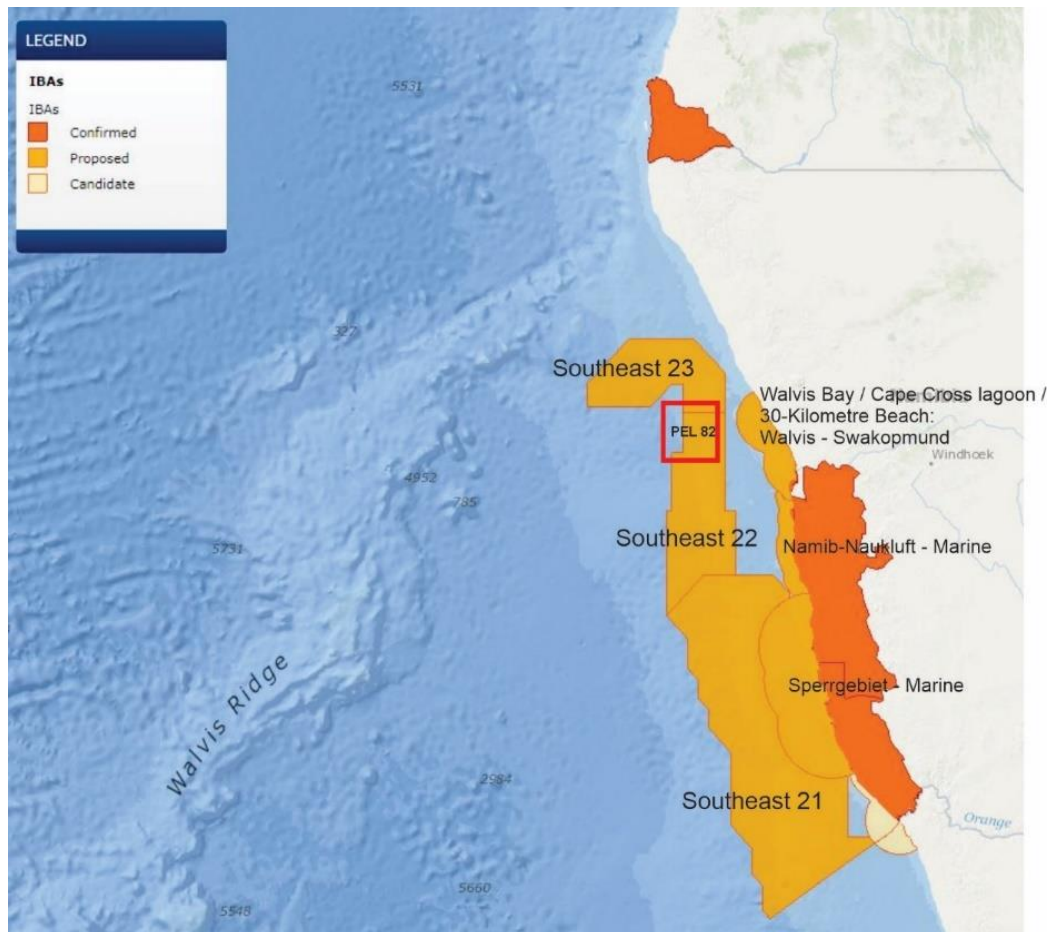 LEGEND
IBAs
IBAs
Confirmed
Proposed
Candidate
5531
327
Southeast 23
Walvis Bay / Cape Cross lagoon /
30-Kilometre Beach:
Walvis - Swakopmund
PEL 82
Windhoek
4952
785
5731
Southeast 22
Namib-Naukluft - Marine
Walvis Ridge
Sperrgebiet - Marine
2984
Southeast 21
Orange
5660
5548